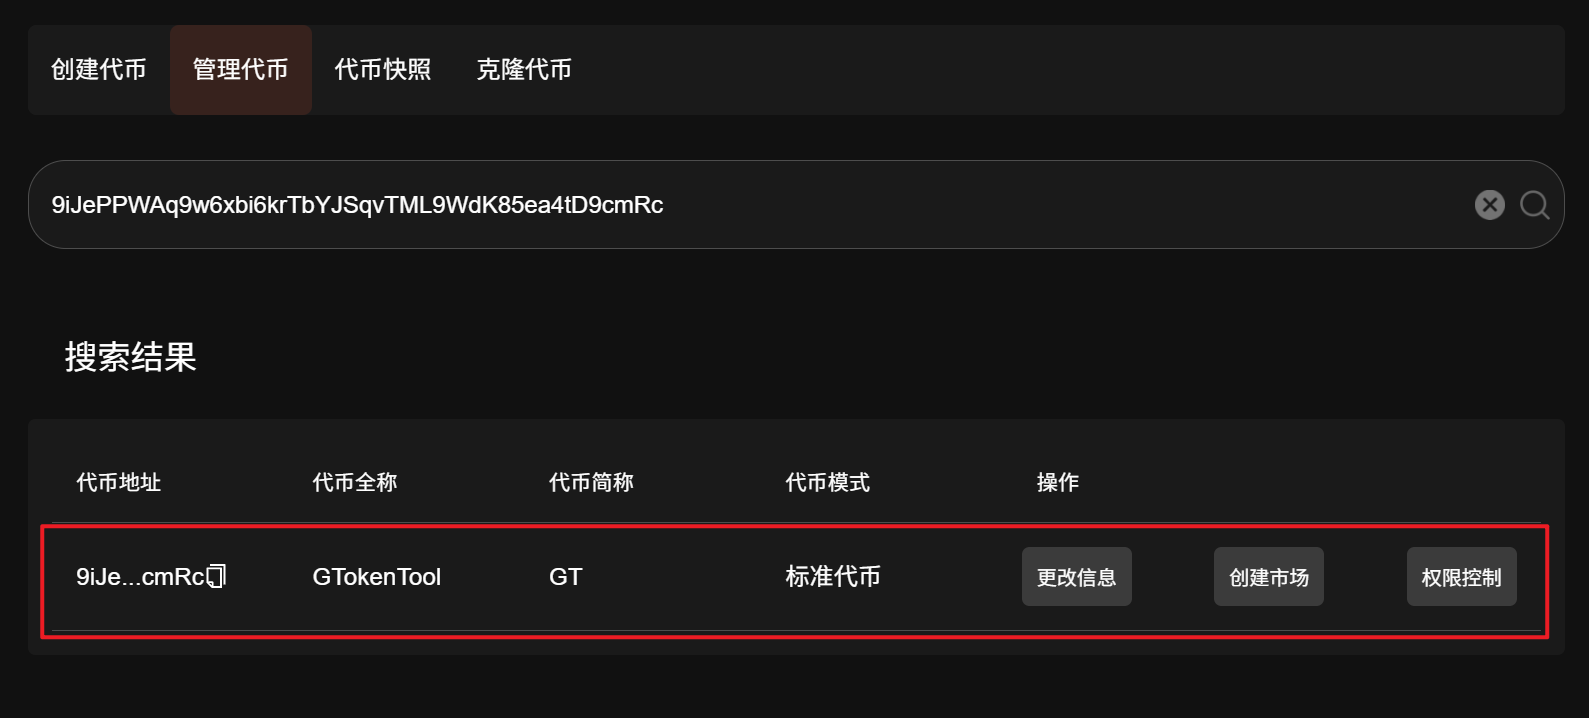 创建代币 管理代币 代币快照 克隆代币
9iJePPWAq9w6xbi6krTbYJSqvTML9WdK85ea4tD9cmRc
搜索结果
代币地址 代币全称 代币简称 代币模式 操作
9iJe...cmRc GTokenTool GT 标准代币 更改信息 创建市场 权限控制